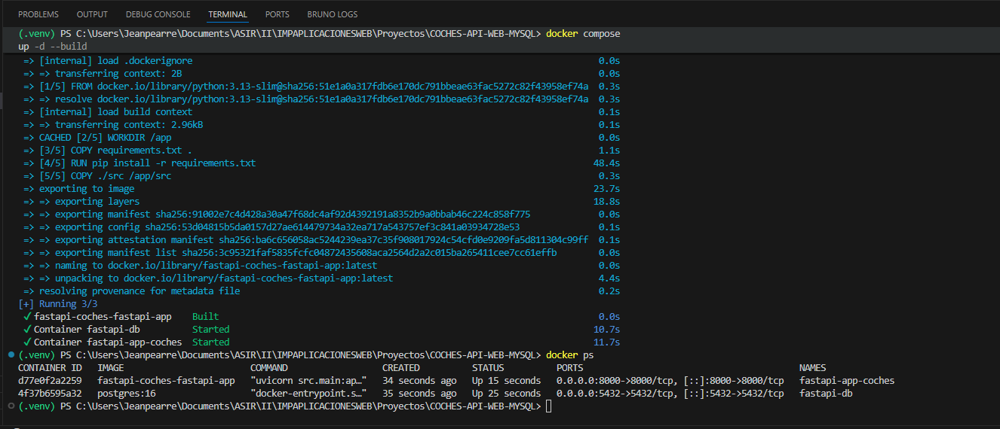 PROBLEMS OUTPUT DEBUG CONSOLE TERMINAL PORTS BRUNO LOGS
(.venv) PS C:\Users\Jeanpearre\Documents\ASIR\II\IMPAPLICACIONESWEB\Proyectos\COCHES-API-WEB-MYSQL> docker compose
up -d --build
=> [internal] load .dockerignore 0.0s
=> => transferring context: 2B 0.0s
=> [1/5] FROM docker.io/library/python:3.13-slim@sha256:51e1a0a317fdb6e170dc791bbeae63fac5272c82f43958ef74a 0.3s
=> => resolve docker.io/library/python:3.13-slim@sha256:51e1a0a317fdb6e170dc791bbeae63fac5272c82f43958ef74a 0.3s
=> [internal] load build context 0.1s
=> => transferring context: 2.96kB 0.1s
=> CACHED [2/5] WORKDIR /app 0.0s
=> [3/5] COPY requirements.txt . 1.1s
=> [4/5] RUN pip install -r requirements.txt 48.4s
=> [5/5] COPY ./src /app/src 0.3s
=> exporting to image 23.7s
=> => exporting layers 18.8s
=> => exporting manifest sha256:91002e7c4d428a30a47f68dc4af92d4392191a8352b9a0bbab46c224c858f775 0.0s
=> => exporting config sha256:53d04815b5da0157d27ae614479734a32ea717a543757ef3c841a03934728e53 0.1s
=> => exporting attestation manifest sha256:ba6c656058ac5244239ea37c35f908017924c54cfd0e9209fa5d811304c99ff 0.1s
=> => exporting manifest list sha256:3c95321faf5835fcfc04872435608aca2564d2a2c015ba265411cee7cc61effb 0.0s
=> => naming to docker.io/library/fastapi-coches-fastapi-app:latest 0.0s
=> => unpacking to docker.io/library/fastapi-coches-fastapi-app:latest 4.4s
=> resolving provenance for metadata file 0.2s
[+] Running 3/3
✔ fastapi-coches-fastapi-app Built 0.0s
✔ Container fastapi-db Started 10.7s
✔ Container fastapi-app-coches Started 11.7s
(.venv) PS C:\Users\Jeanpearre\Documents\ASIR\II\IMPAPLICACIONESWEB\Proyectos\COCHES-API-WEB-MYSQL> docker ps
CONTAINER ID IMAGE COMMAND CREATED STATUS PORTS NAMES
d77e0f2a2259 fastapi-coches-fastapi-app "uvicorn src.main:ap…" 34 seconds ago Up 15 seconds 0.0.0.0:8000->8000/tcp, [::]:8000->8000/tcp fastapi-app-coches
4f37b6595a32 postgres:16 "docker-entrypoint.s…" 35 seconds ago Up 25 seconds 0.0.0.0:5432->5432/tcp, [::]:5432->5432/tcp fastapi-db
(.venv) PS C:\Users\Jeanpearre\Documents\ASIR\II\IMPAPLICACIONESWEB\Proyectos\COCHES-API-WEB-MYSQL>